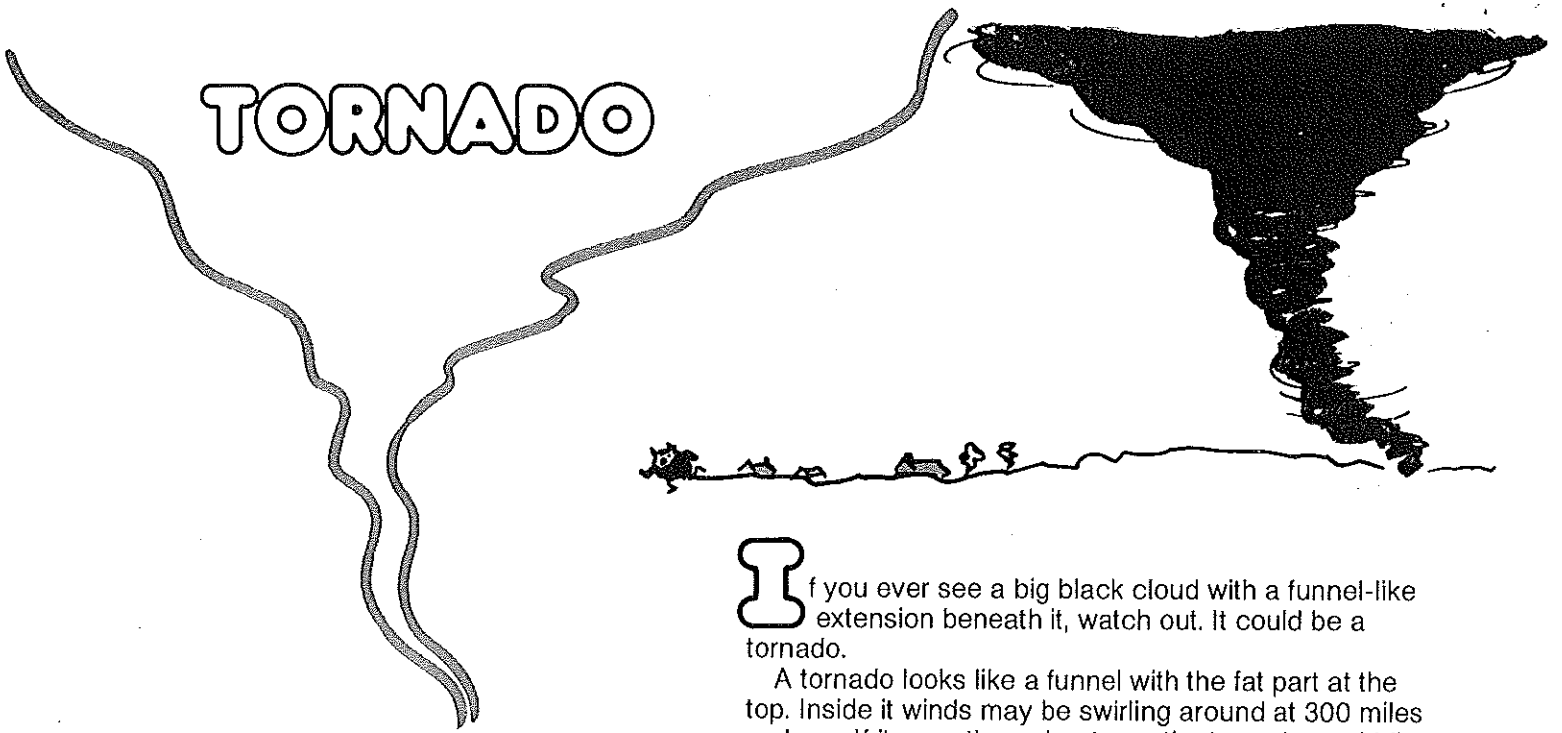 TORNADO
If you ever see a big black cloud with a funnel-like
extension beneath it, watch out. It could be a
tornado.
A tornado looks like a funnel with the fat part at the
top. Inside it winds may be swirling around at 300 miles